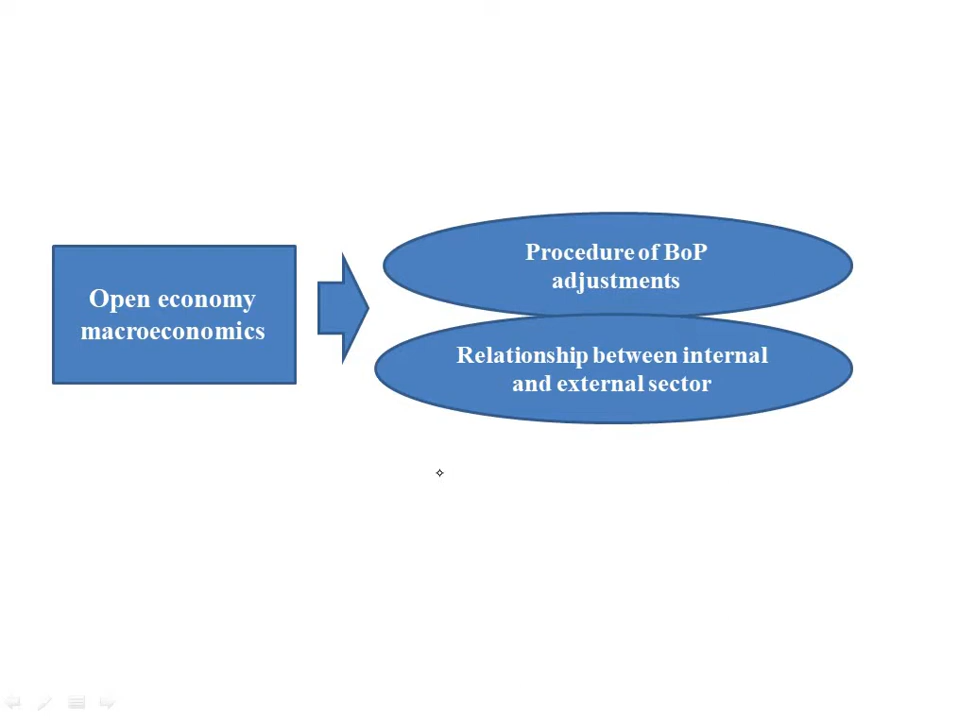 Open economy
macroeconomics
Procedure of BoP
adjustments
Relationship between internal
and external sector